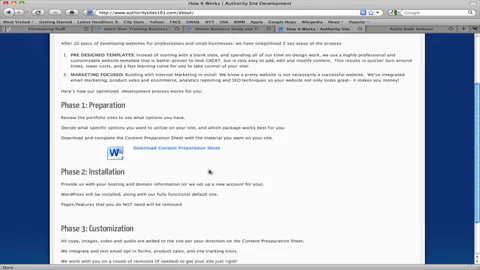 How It Works | Authority Site Development
http://www.authoritysites101.com/about/
Most Visited Getting Started Latest Headlines Apple Yahoo! Google Maps YouTube Wikipedia News Popular
How It Works | Authority Site...
After 20 years of developing websites for professionals and small businesses, we have simplified 2 key areas of the process:
1. PRE DESIGNED TEMPLATES: Instead of starting with a blank slate, and spending all of our time on design work, we use a highly professional and
customizable website template that is battle-proven to look GREAT, but is very easy to add, edit and modify content. This results in quicker turn around
times, lower costs, and a fast learning curve for you to take control of your site!
2. MARKETING FOCUSED: Building with Internet Marketing in mind! We know a pretty website is not necessarily a successful website. We've integrated
email marketing, product sales and ecommerce, analytics reporting and SEO techniques so your website not only looks great– it makes you money!
Here's how our optimized development process works for you:
Phase 1: Preparation
Review the portfolio sites to see what options you have.
Decide what specific options you want to utilize on your site, and which package works best for you.
Download and complete the Content Preparation Sheet with the material you want on your site.
Download Content Preparation Sheet
Phase 2: Installation
Provide us with your hosting and domain information (or we set up a new account for you).
WordPress will be installed, along with our fully functional default site.
Pages/features that you do NOT need will be removed.
Phase 3: Customization
All copy, images, video and audio are added to the site per your direction on the Content Preparation Sheet.
We integrate and test email opt in forms, product sales, and site tracking tools.
We work with you on a round of revisions (if needed) to get your site just right!
Done